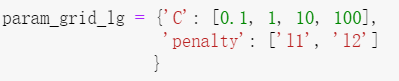 param_grid_lg = {'C': [0.1, 1, 10, 100],
'penalty': ['l1', 'l2']
}